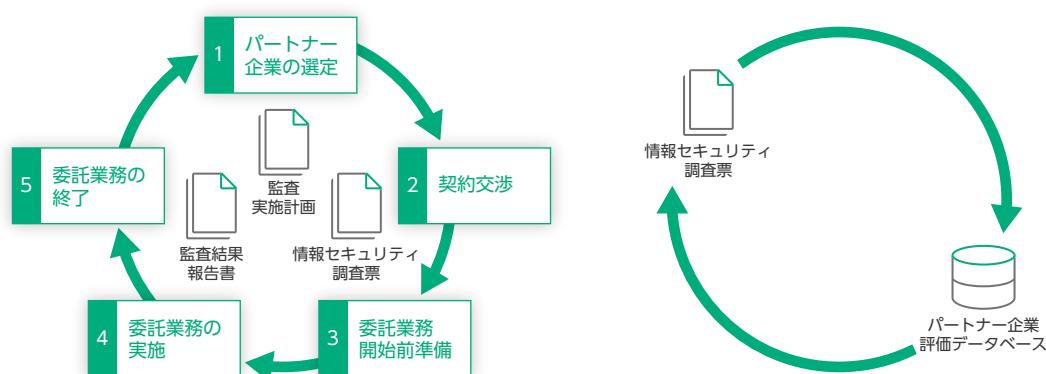 1
パートナー
企業の選定
2
契約交渉
3
委託業務
開始前準備
4
委託業務の
実施
5
委託業務の
終了
監査
実施計画
監査結果
報告書
情報セキュリティ
調査票
情報セキュリティ
調査票
パートナー企業
評価データベース